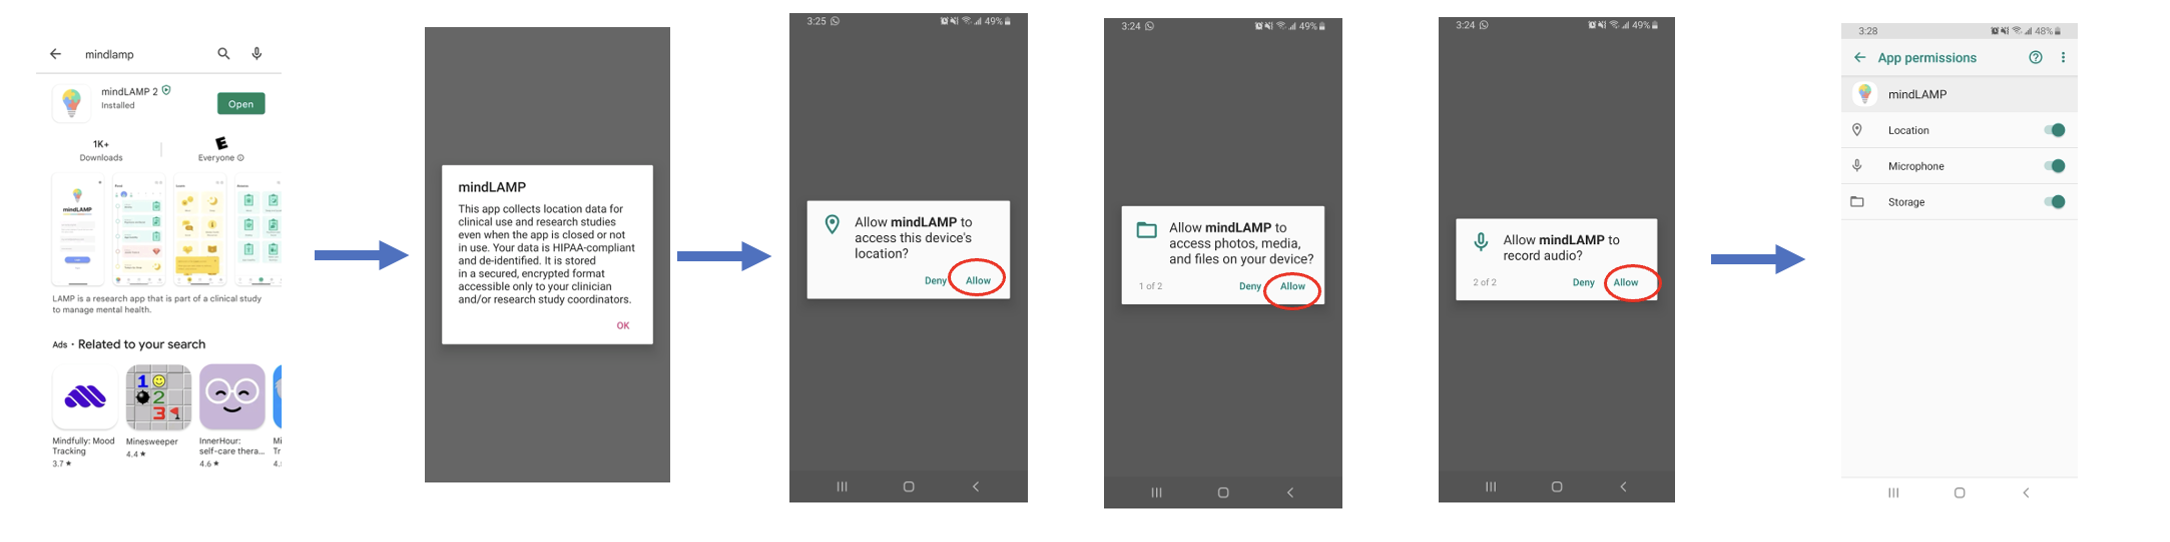 mindlamp
mindLAMP 2
Installed
Open
1K+
Downloads
E
Everyone
mindLAMP
LAMP is a research app that is part of a clinical study
to manage mental health.
Ads · Related to your search
1
2
3
Mindfully: Mood
Tracking
3.7 ★
Minesweeper
4.4 ★
InnerHour:
self-care thera...
4.6 ★
Mi
Tr
4.
mindLAMP
This app collects location data for
clinical use and research studies
even when the app is closed or not
in use. Your data is HIPAA-compliant
and de-identified. It is stored
in a secured, encrypted format
accessible only to your clinician
and/or research study coordinators.
OK
3:25
49%
Allow mindLAMP to
access this device's
location?
Deny Allow
3:24
49%
Allow mindLAMP to
access photos, media,
and files on your device?
1 of 2
Deny Allow
3:24
49%
Allow mindLAMP to
record audio?
2 of 2
Deny Allow
3:28
48%
App permissions
mindLAMP
Location
Microphone
Storage